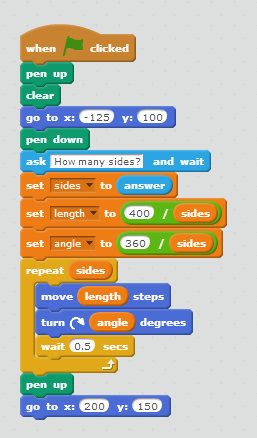 when clicked
pen up
clear
go to x: -125 y: 100
pen down
ask How many sides? and wait
set sides to answer
set length to 400 / sides
set angle to 360 / sides
repeat sides
move length steps
turn angle degrees
wait 0.5 secs
pen up
go to x: 200 y: 150